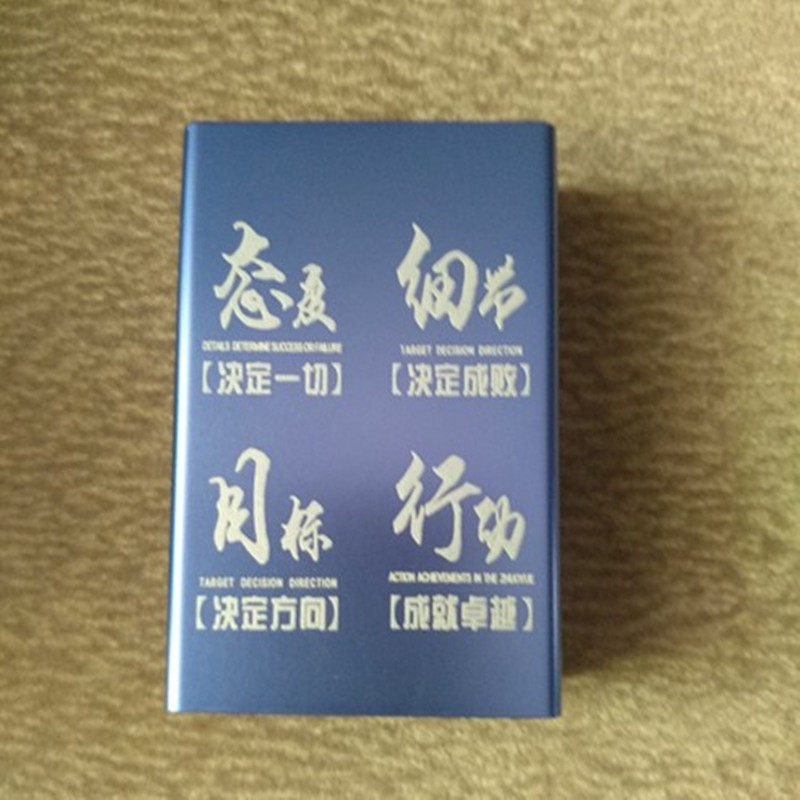 态度
DETAILS DETERMINE SUCCESS OR FAILURE
【决定一切】
细节
TARGET DECISION DIRECTION
【决定成败】
目标
TARGET DECISION DIRECTION
【决定方向】
行动
ACTION ACHIEVEMENTS IN THE ZHUOYUE
【成就卓越】